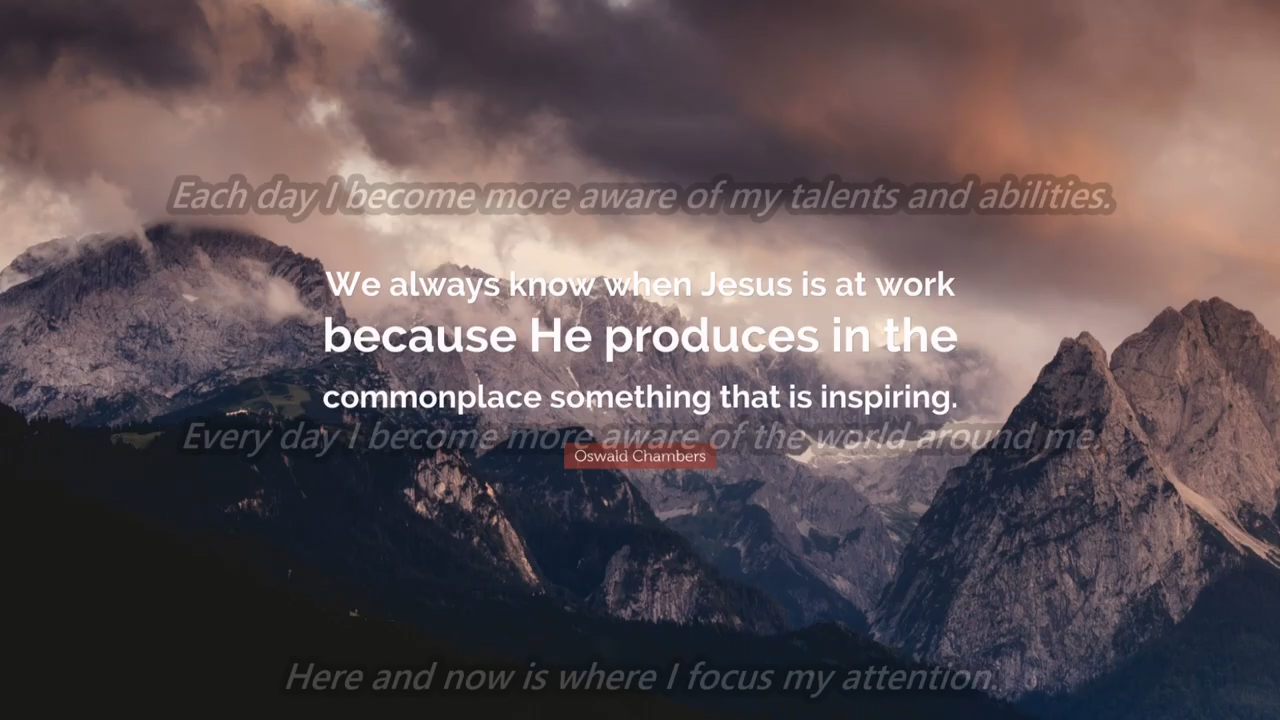 Each day I become more aware of my talents and abilities.
We always know when Jesus is at work
because He produces in the
commonplace something that is inspiring.
Every day I become more aware of the world around me.
Oswald Chambers
Here and now is where I focus my attention.